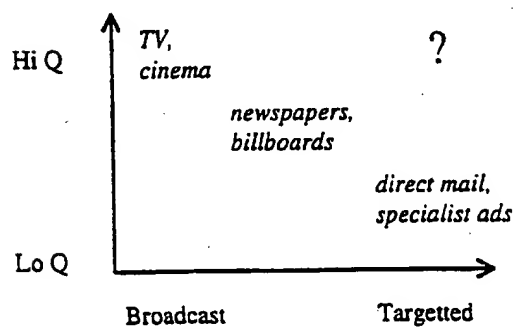 Hi Q
TV,
cinema
?
newspapers,
billboards
direct mail,
specialist ads
Lo Q
Broadcast
Targetted